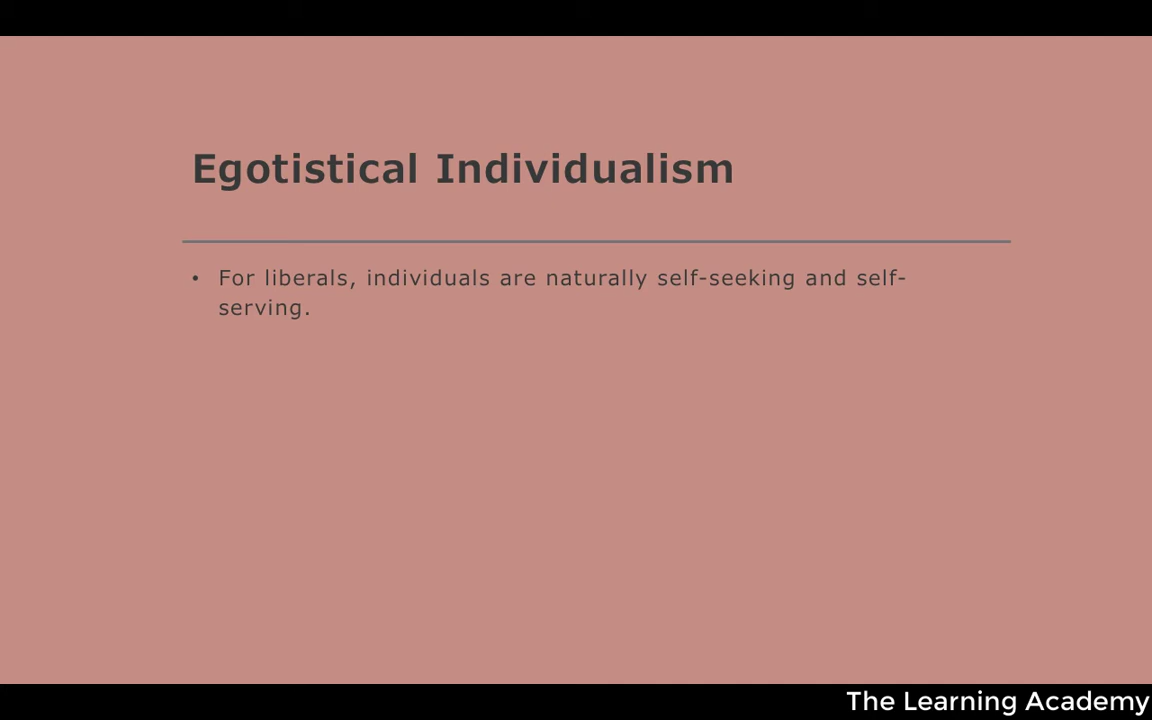 Egotistical Individualism
• For liberals, individuals are naturally self-seeking and self-
serving.
The Learning Academy